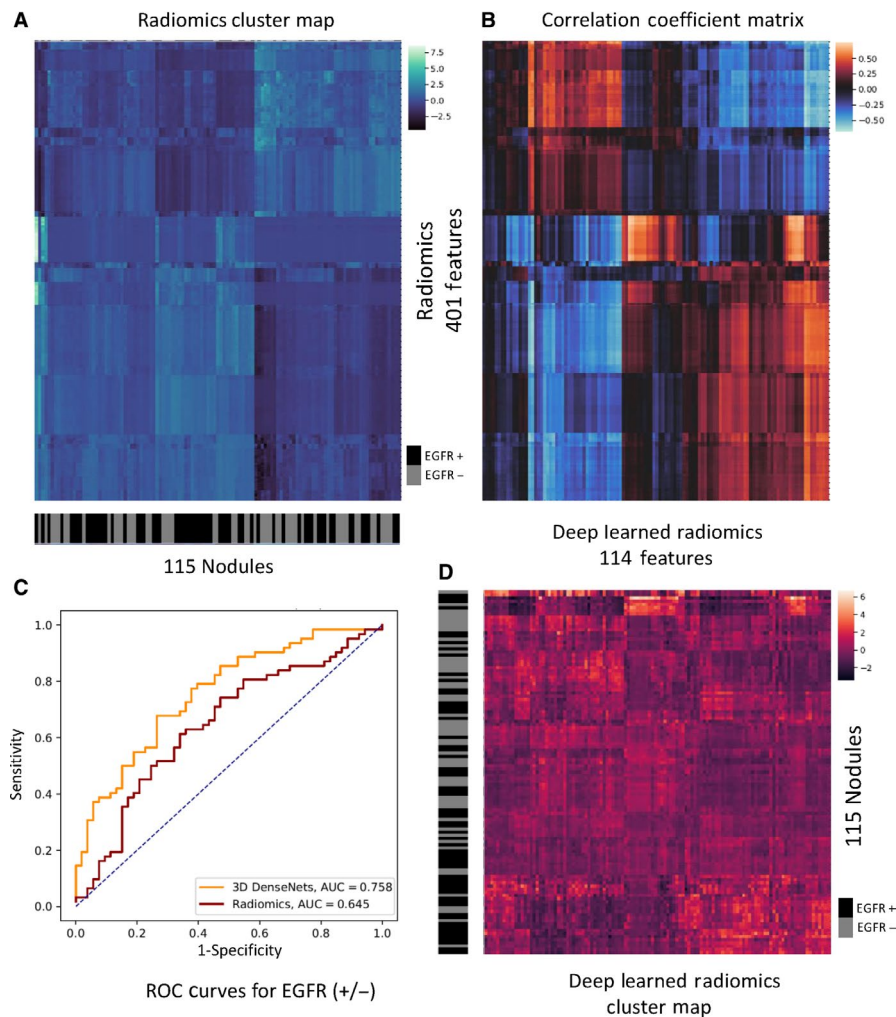 A
Radiomics cluster map
7.5
5.0
2.5
0.0
−2.5
Radiomics
401 features
EGFR +
EGFR −
115 Nodules
B
Correlation coefficient matrix
0.50
0.25
0.00
−0.25
−0.50
Deep learned radiomics
114 features
C
1.0
0.8
0.6
0.4
0.2
0.0
Sensitivity
3D DenseNets, AUC = 0.758
Radiomics, AUC = 0.645
0.0
0.2
0.4
0.6
0.8
1.0
1-Specificity
ROC curves for EGFR (+/−)
D
6
4
2
0
−2
115 Nodules
EGFR +
EGFR −
Deep learned radiomics
cluster map